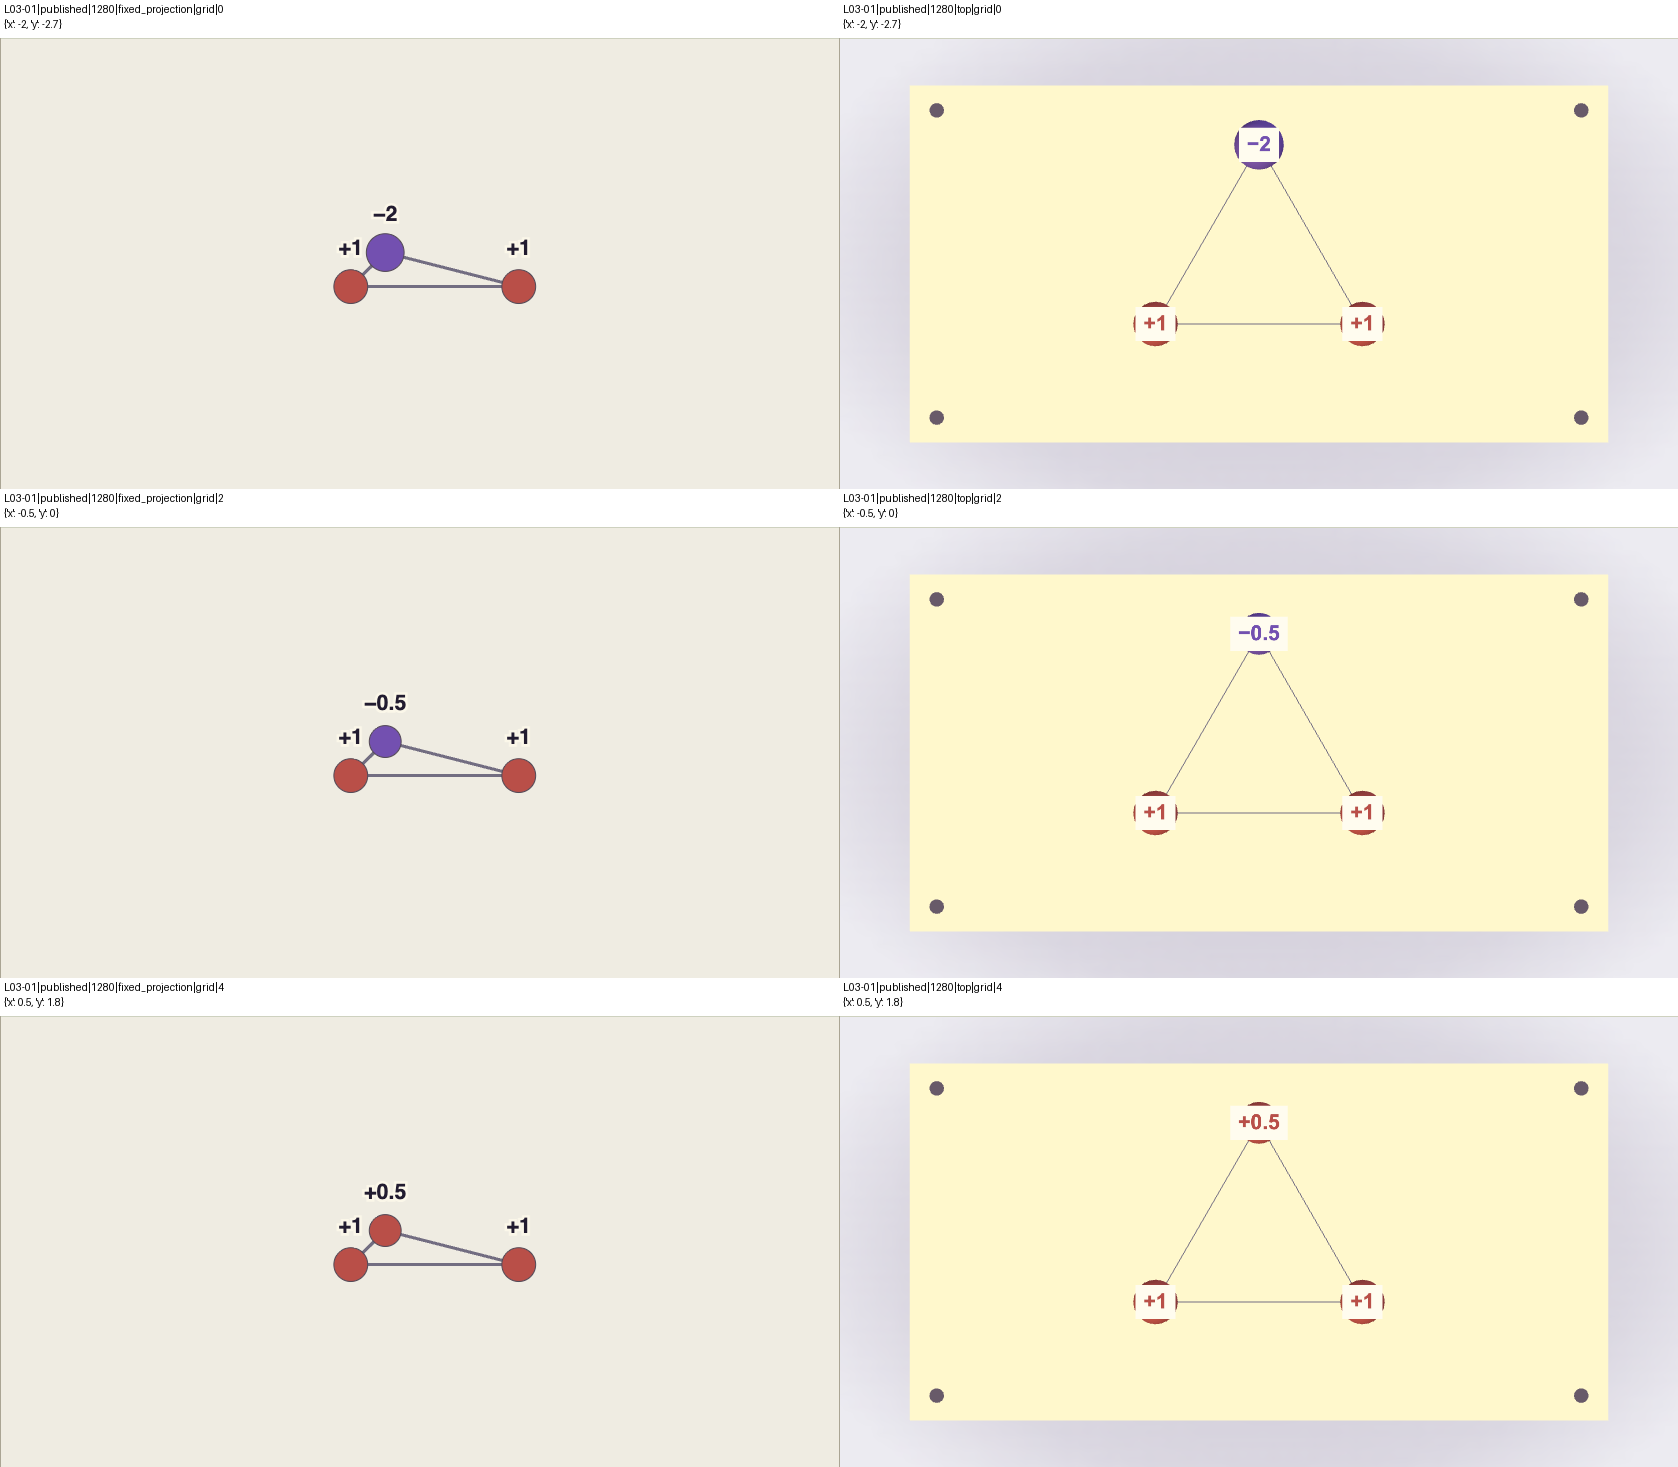 L03-01|published|1280|fixed_projection|grid|0
{'x': -2, 'y': -2.7}
−2
+1
+1
L03-01|published|1280|top|grid|0
{'x': -2, 'y': -2.7}
−2
+1
+1
L03-01|published|1280|fixed_projection|grid|2
{'x': -0.5, 'y': 0}
−0.5
+1
+1
L03-01|published|1280|top|grid|2
{'x': -0.5, 'y': 0}
−0.5
+1
+1
L03-01|published|1280|fixed_projection|grid|4
{'x': 0.5, 'y': 1.8}
+0.5
+1
+1
L03-01|published|1280|top|grid|4
{'x': 0.5, 'y': 1.8}
+0.5
+1
+1